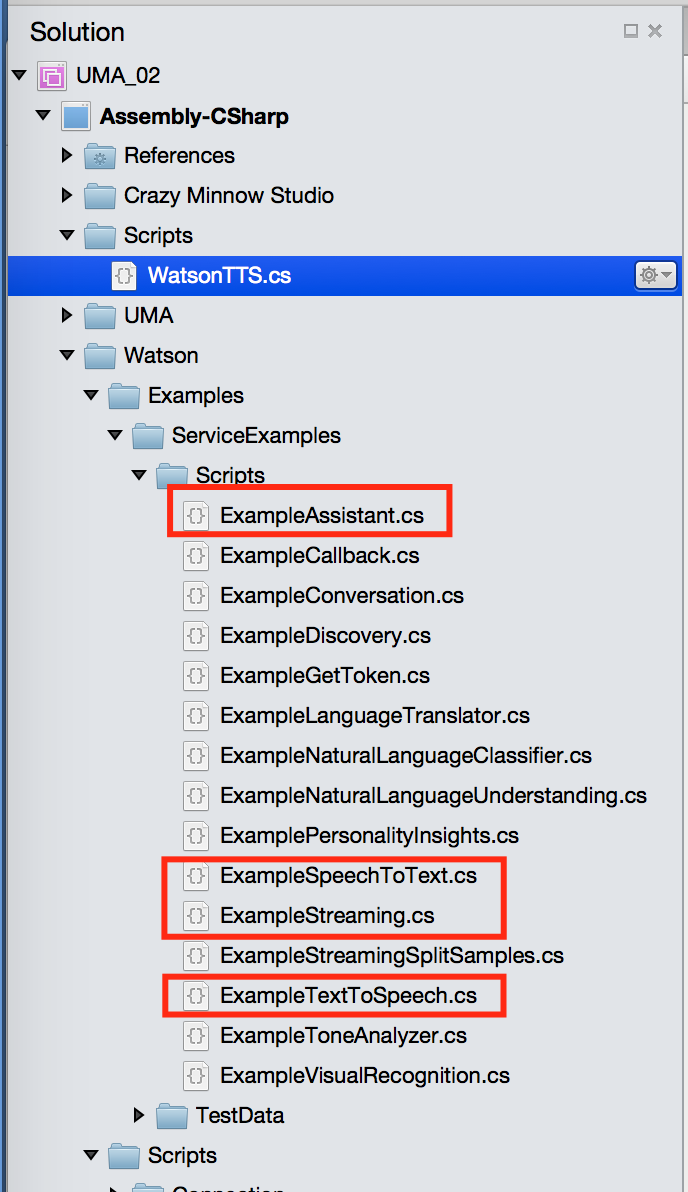 Solution
UMA_02
Assembly-CSharp
References
Crazy Minnow Studio
Scripts
WatsonTTS.cs
UMA
Watson
Examples
ServiceExamples
Scripts
ExampleAssistant.cs
ExampleCallback.cs
ExampleConversation.cs
ExampleDiscovery.cs
ExampleGetToken.cs
ExampleLanguageTranslator.cs
ExampleNaturalLanguageClassifier.cs
ExampleNaturalLanguageUnderstanding.cs
ExamplePersonalityInsights.cs
ExampleSpeechToText.cs
ExampleStreaming.cs
ExampleStreamingSplitSamples.cs
ExampleTextToSpeech.cs
ExampleToneAnalyzer.cs
ExampleVisualRecognition.cs
TestData
Scripts